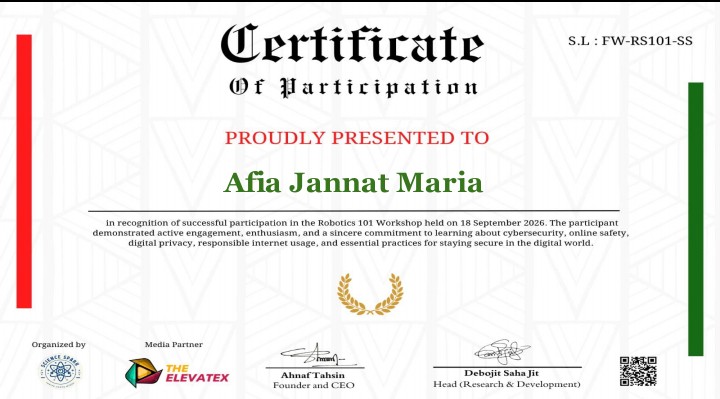 Certificate
S.L : FW-RS101-SS
Of Participation
PROUDLY PRESENTED TO
Afia Jannat Maria
In recognition of successful participation in the Robotics 101 Workshop held on 18 September 2026. The participant
demonstrated active engagement, enthusiasm, and a sincere commitment to learning about cybersecurity, online safety,
digital privacy, responsible internet usage, and essential practices for staying secure in the digital world.
Organized by
Media Partner
SCIENCE SPARK
THE
ELEVATEX
Ahnaf Tahsin
Founder and CEO
Debojit Saha Jit
Head (Research & Development)